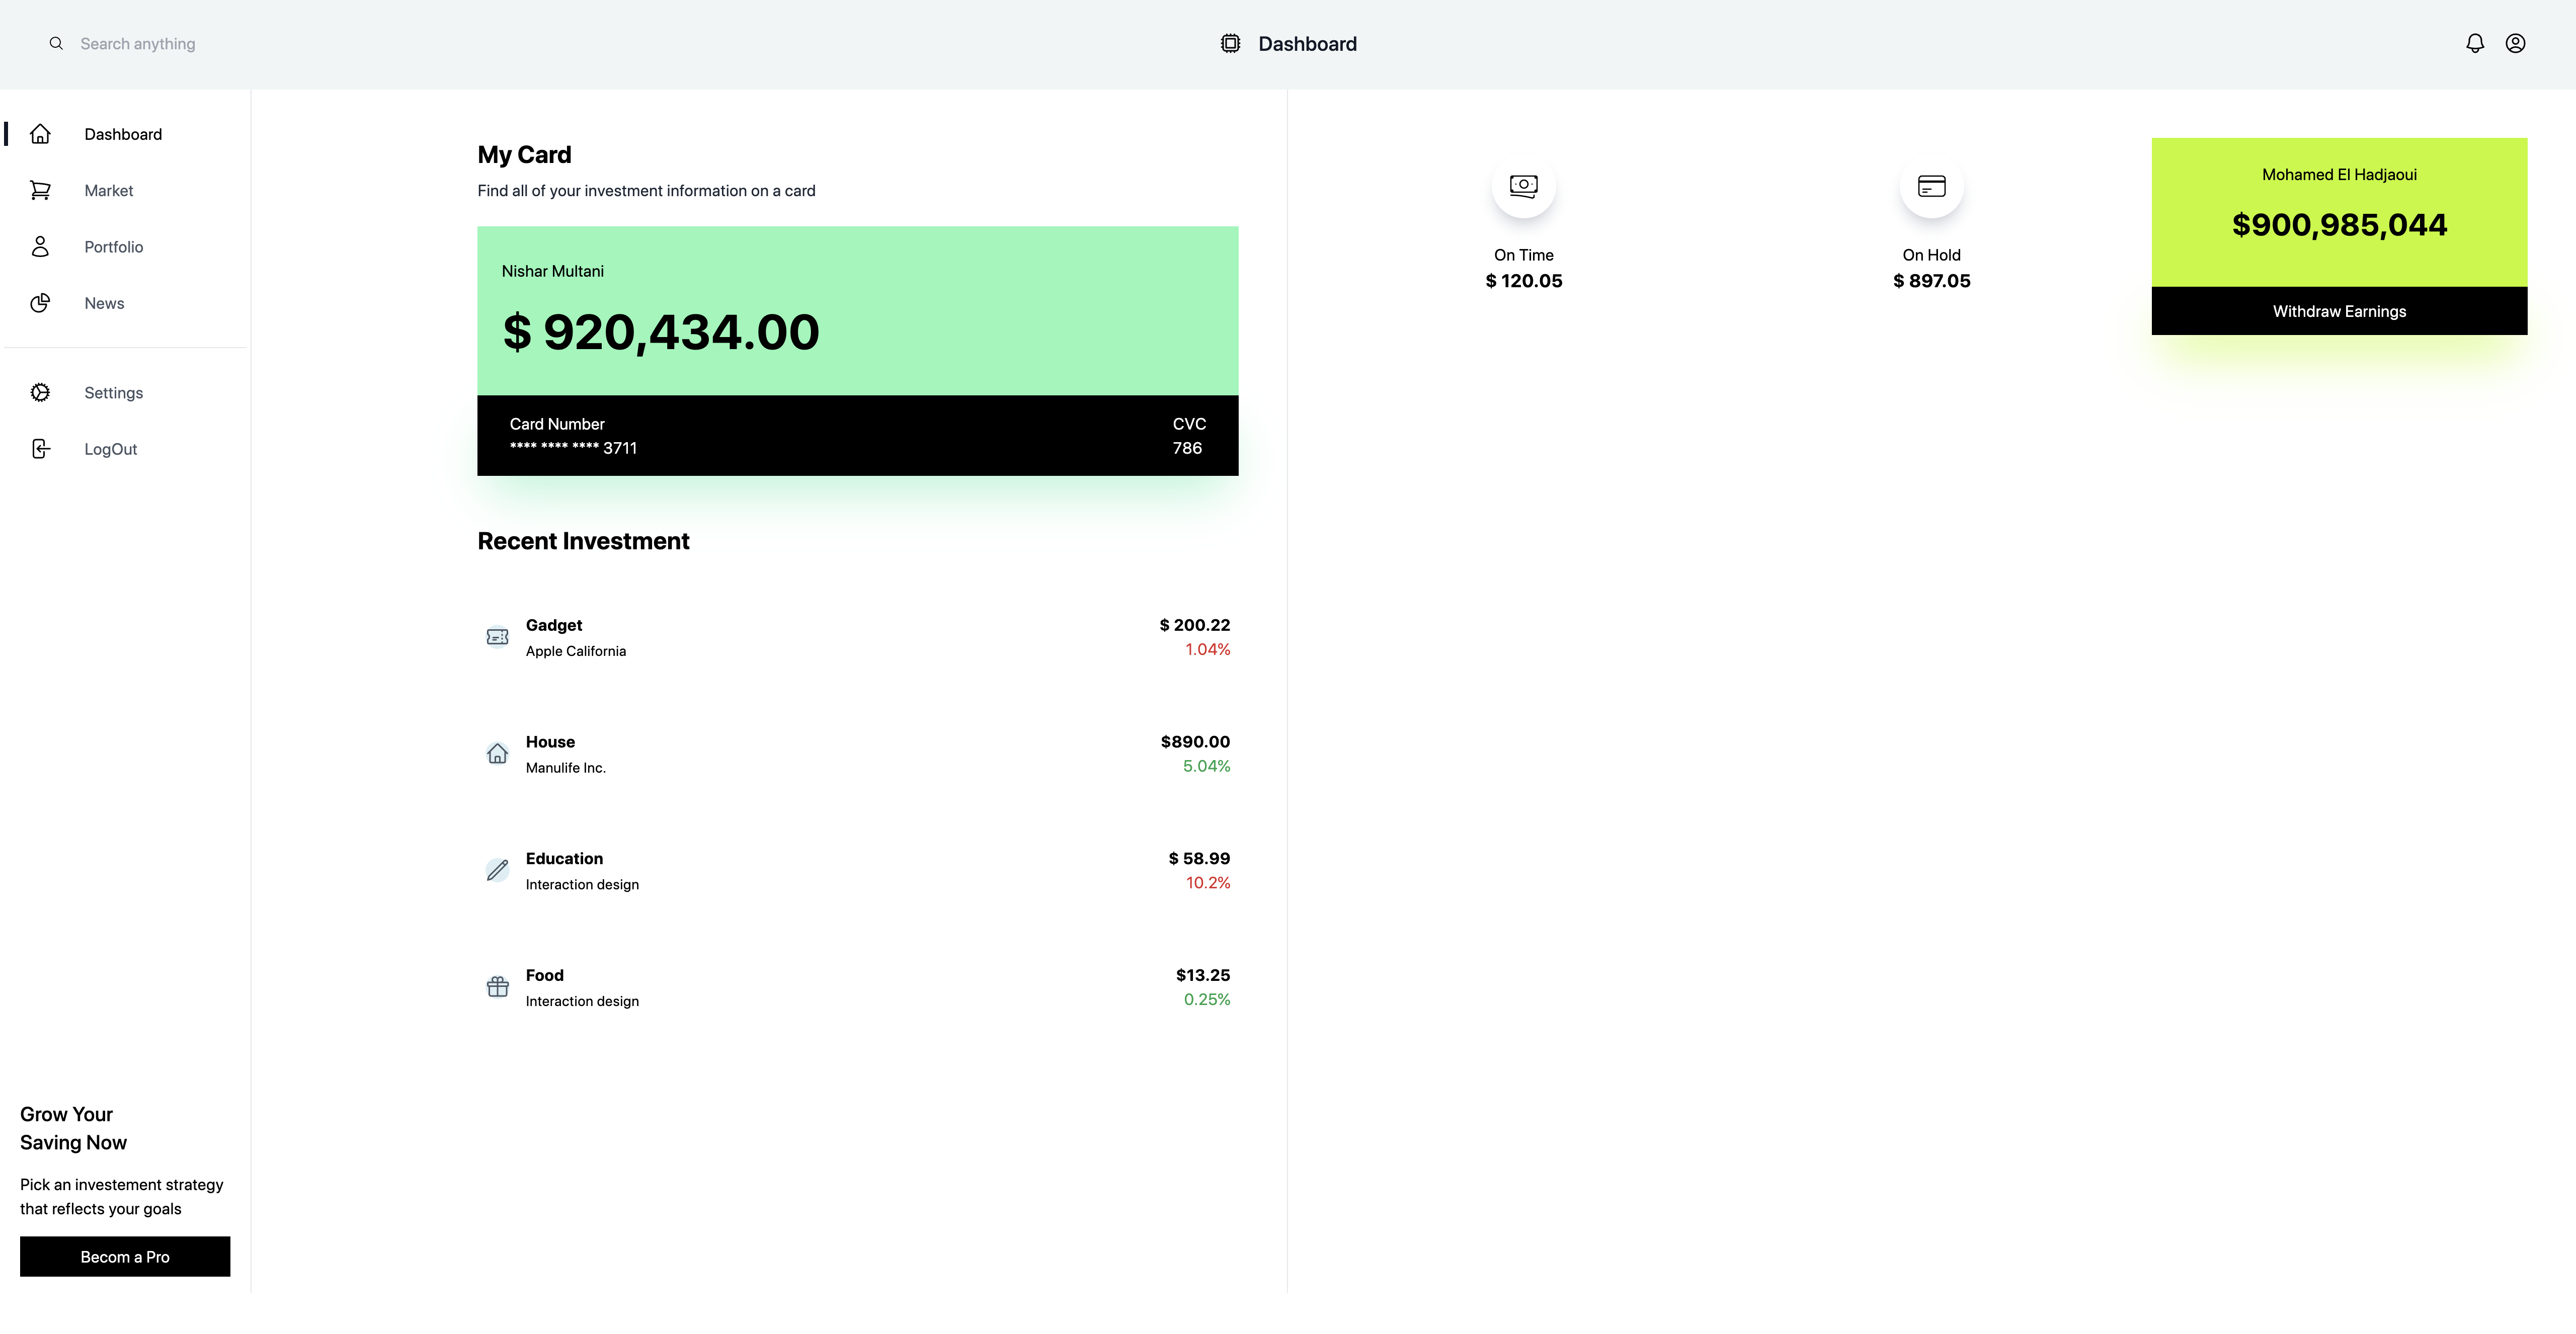 Search anything
Dashboard
Dashboard
Market
Portfolio
News
Settings
LogOut
Grow Your
Saving Now
Pick an investement strategy
that reflects your goals
Becom a Pro
My Card
Find all of your investment information on a card
Nishar Multani
$ 920,434.00
Card Number
CVC
**** **** **** 3711
786
Recent Investment
Gadget
$ 200.22
Apple California
1.04%
House
$890.00
Manulife Inc.
5.04%
Education
$ 58.99
Interaction design
10.2%
Food
$13.25
Interaction design
0.25%
On Time
$ 120.05
On Hold
$ 897.05
Mohamed El Hadjaoui
$900,985,044
Withdraw Earnings